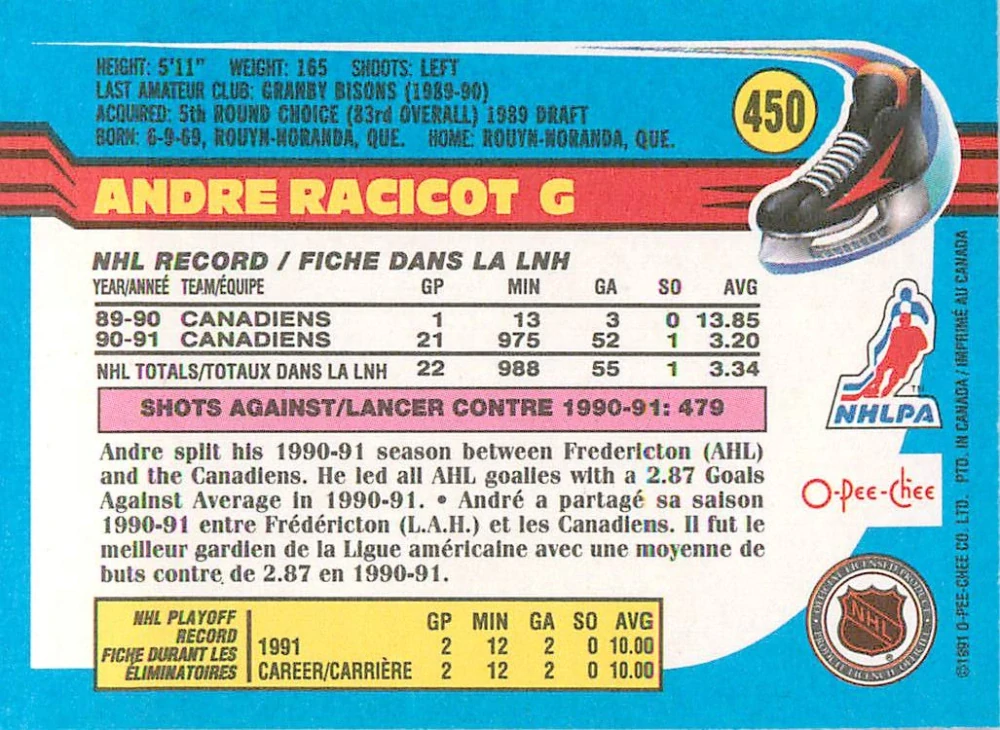 HEIGHT: 5'11" WEIGHT: 165 SHOOTS: LEFT
LAST AMATEUR CLUB: GRANBY BISONS (1989-90)
ACQUIRED: 5th ROUND CHOICE (83rd OVERALL) 1989 DRAFT
BORN: 6-9-69, ROUYN-NORANDA, QUE. HOME: ROUYN-NORANDA, QUE.
450
ANDRE RACICOT G
NHL RECORD / FICHE DANS LA LNH
YEAR/ANNEÉ TEAM/ÉQUIPE GP MIN GA SO AVG
89-90 CANADIENS 1 13 3 0 13.85
90-91 CANADIENS 21 975 52 1 3.20
NHL TOTALS/TOTAUX DANS LA LNH 22 988 55 1 3.34
SHOTS AGAINST/LANCER CONTRE 1990-91: 479
Andre split his 1990-91 season between Fredericton (AHL)
and the Canadiens. He led all AHL goalies with a 2.87 Goals
Against Average in 1990-91. • André a partagé sa saison
1990-91 entre Frédéricton (L.A.H.) et les Canadiens. Il fut le
meilleur gardien de la Ligue américaine avec une moyenne de
buts contre de 2.87 en 1990-91.
NHL PLAYOFF
RECORD
FICHE DURANT LES
ÉLIMINATOIRES
GP MIN GA SO AVG
1991 2 12 2 0 10.00
CAREER/CARRIÈRE 2 12 2 0 10.00
NHLPA
TM
O-Pee-Chee
OFFICIAL LICENSED PRODUCT
NHL
®
PRODUIT LICENCIÉ OFFICIEL
©1991 O-PEE-CHEE CO. LTD. PTD. IN CANADA / IMPRIMÉ AU CANADA